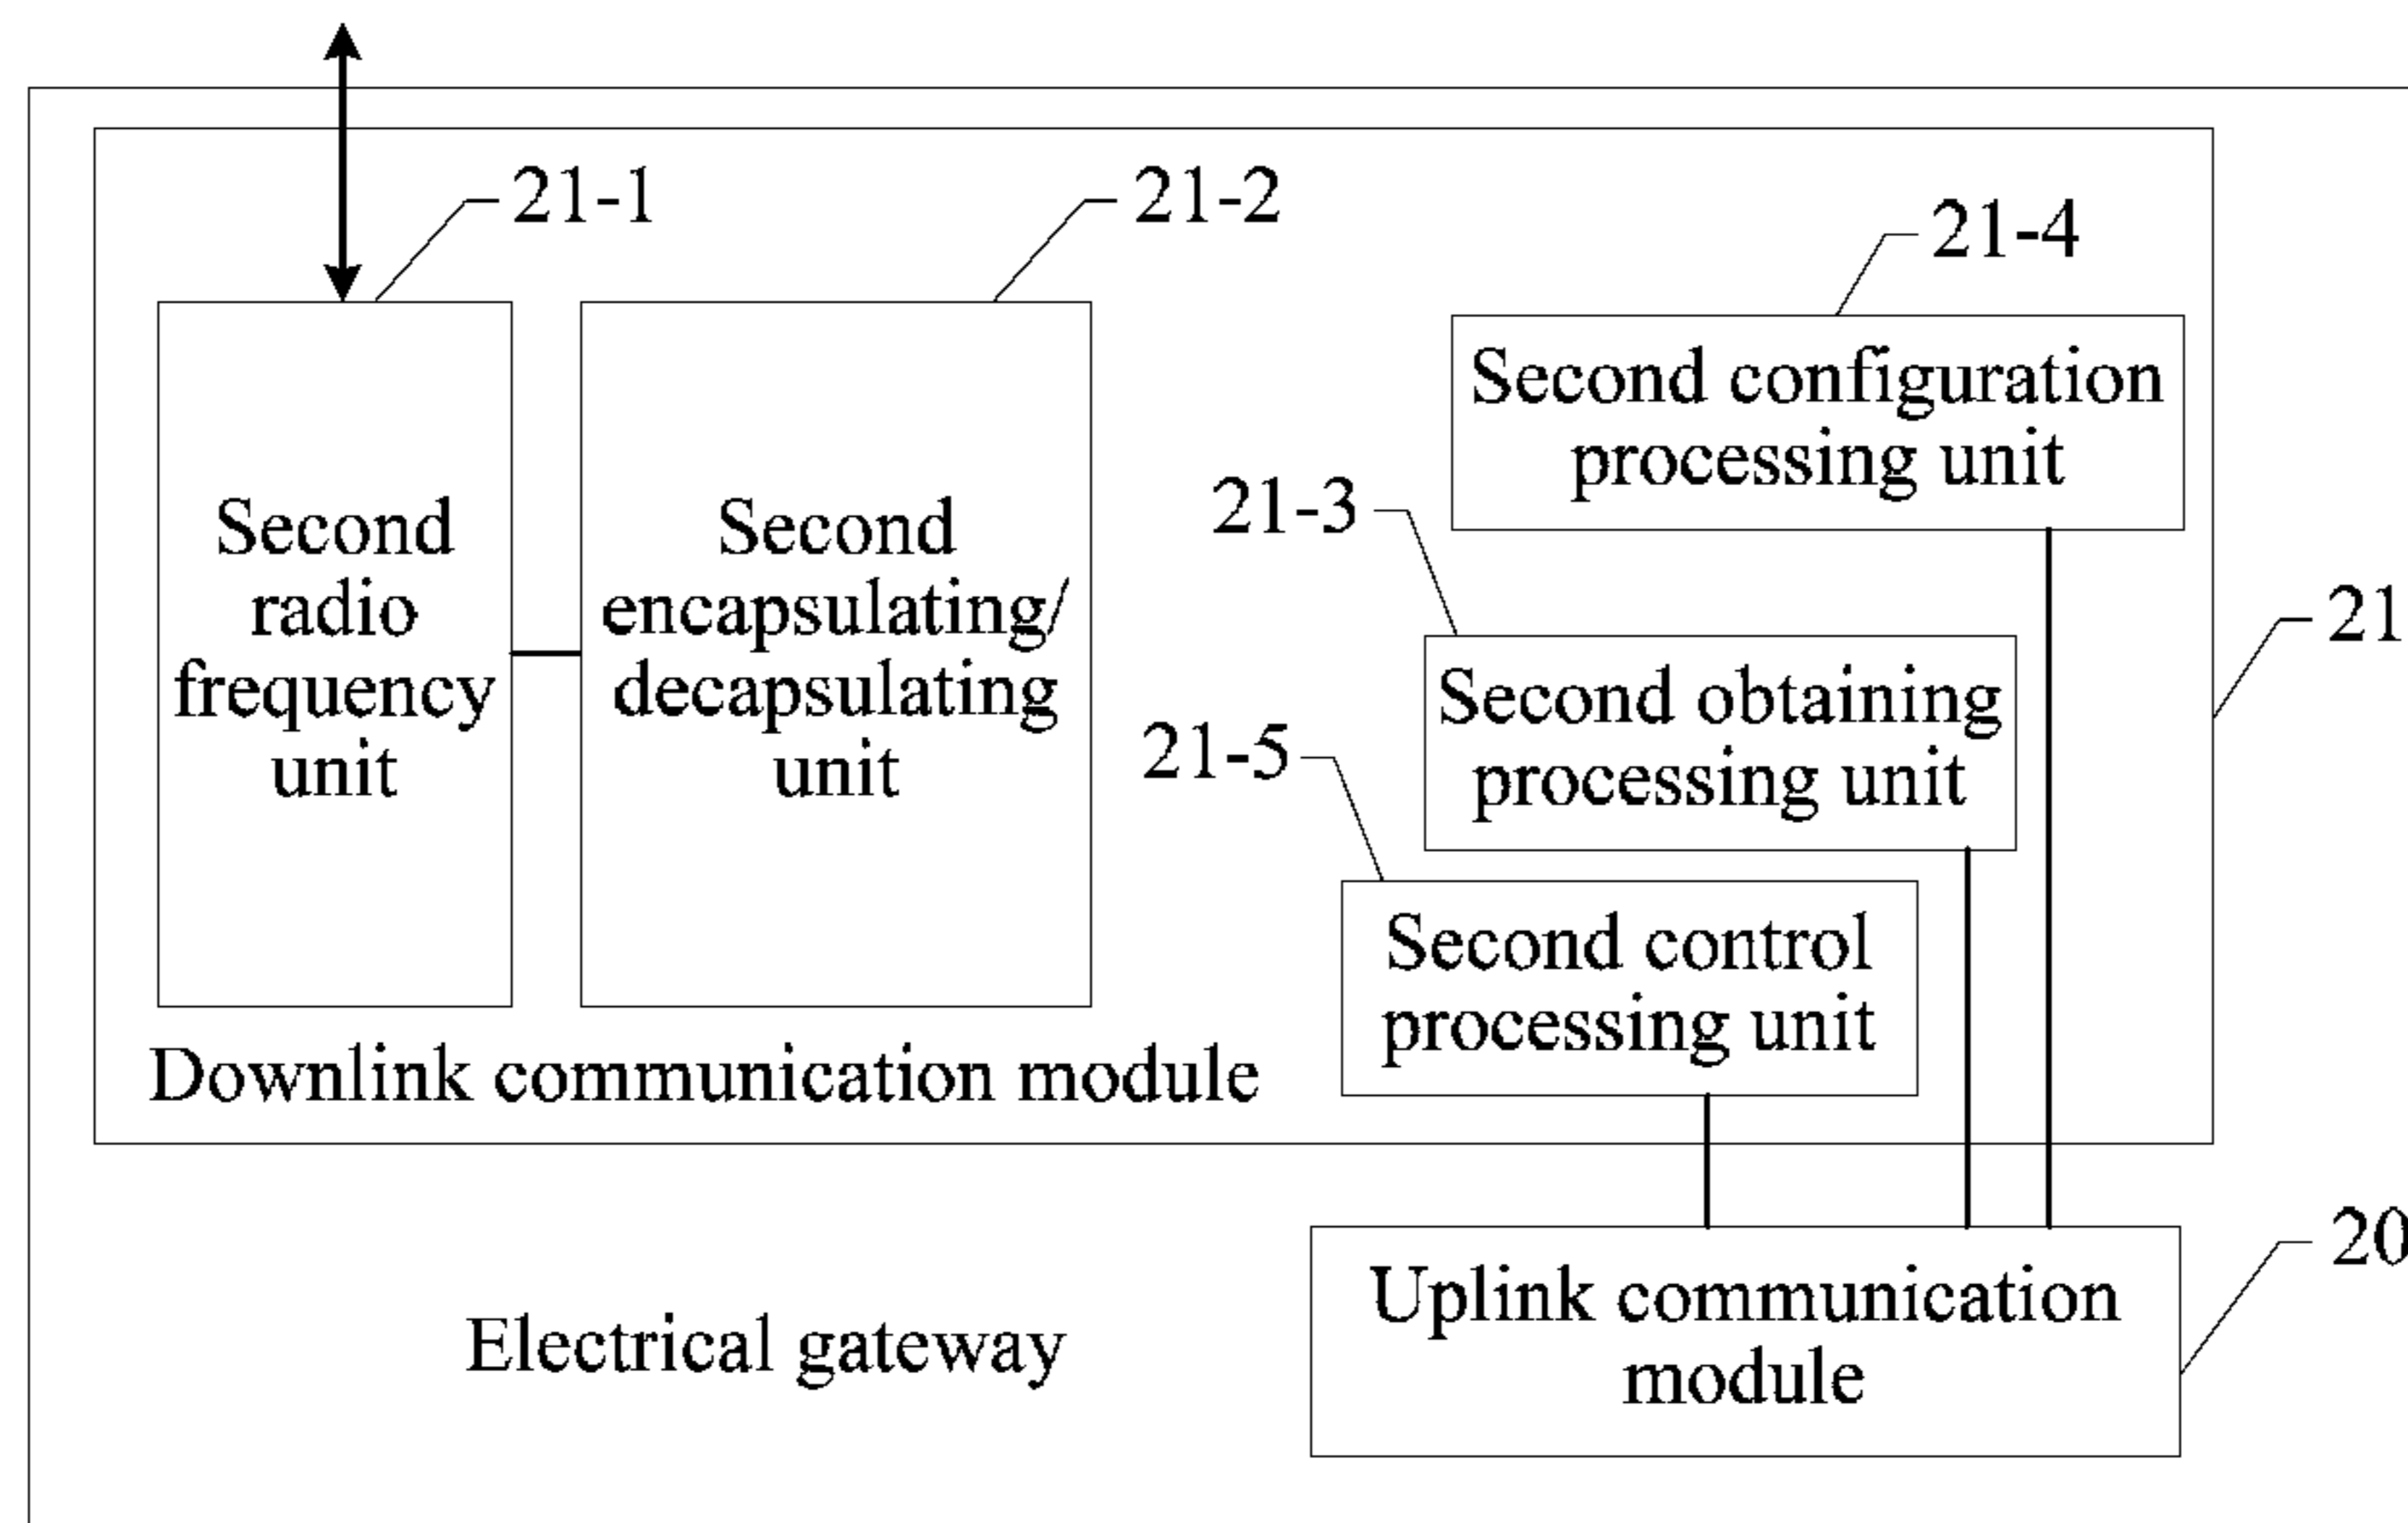 21-1
21-2
21-4
Second configuration
processing unit
21-3
Second
radio
frequency
unit
Second
encapsulating/
decapsulating
unit
21
Second obtaining
processing unit
21-5
Second control
processing unit
Downlink communication module
20
Uplink communication
module
Electrical gateway